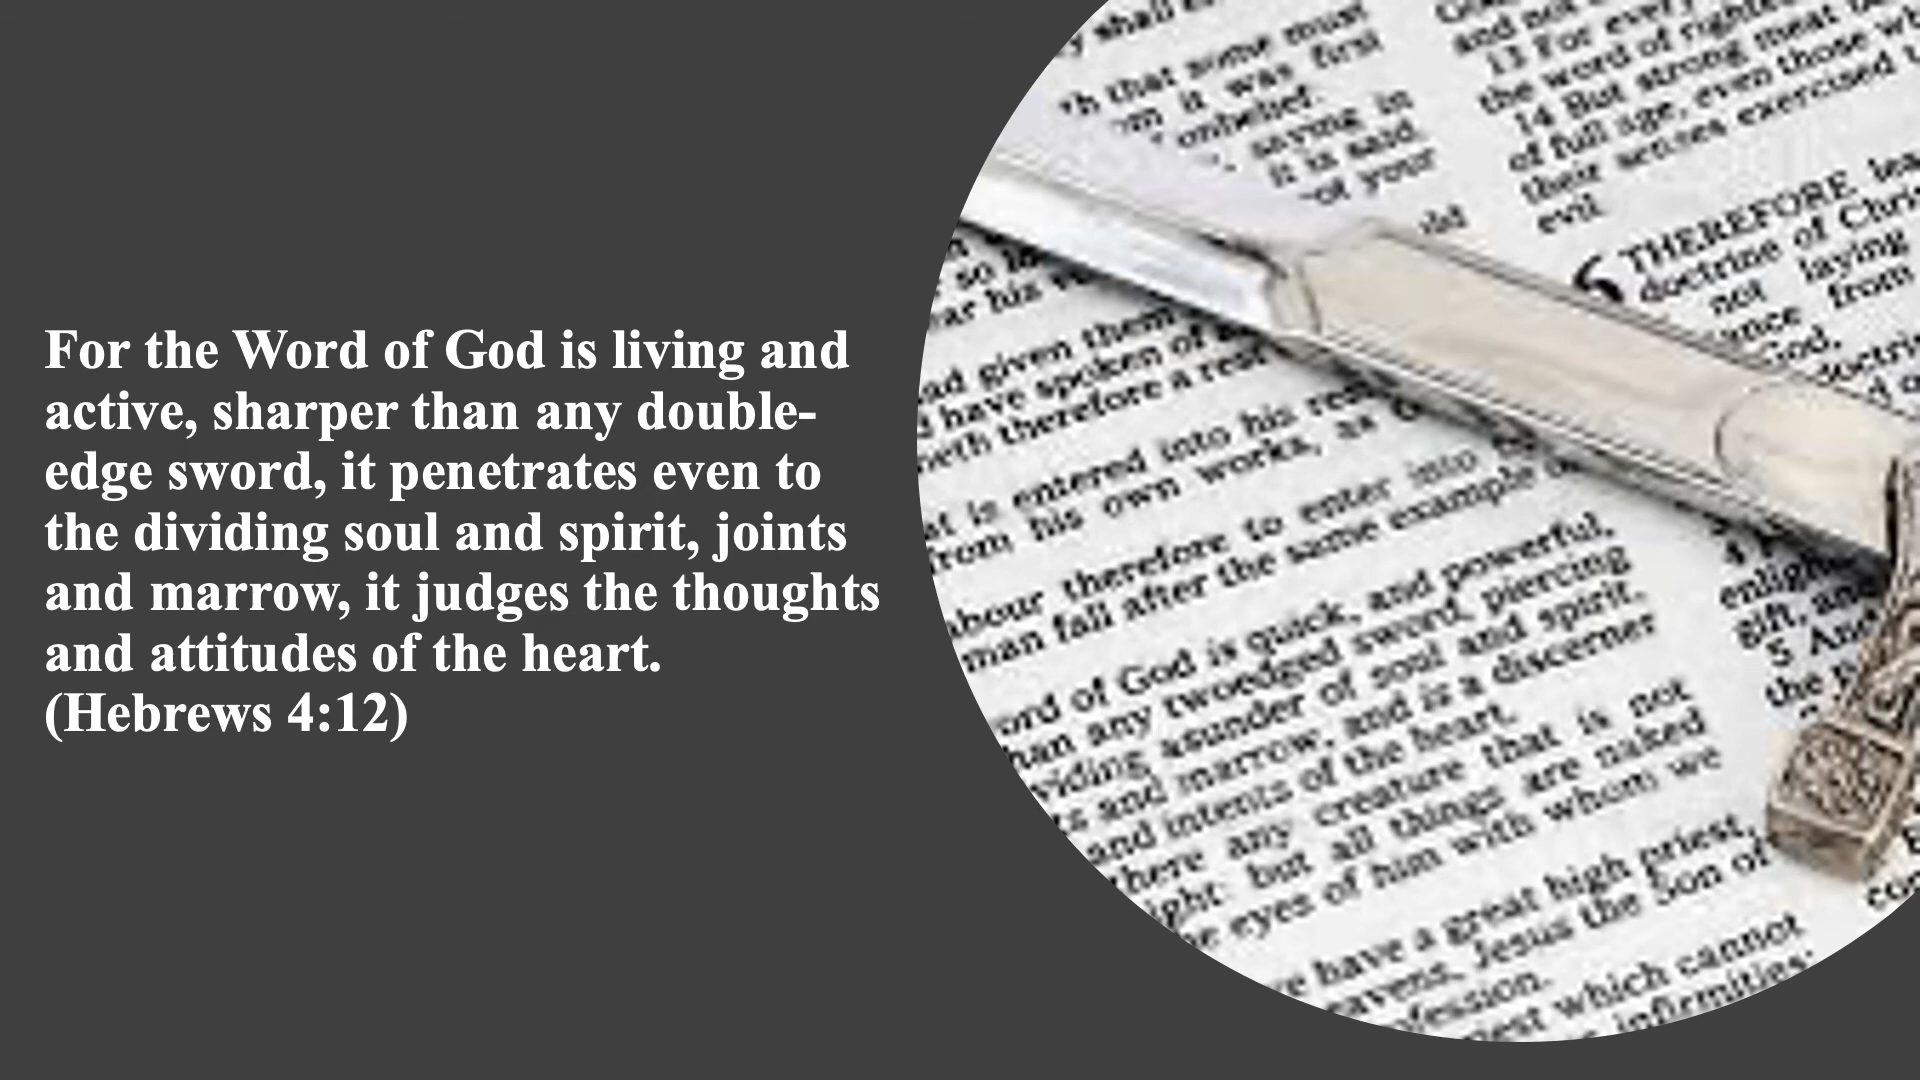 For the Word of God is living and
active, sharper than any double-
edge sword, it penetrates even to
the dividing soul and spirit, joints
and marrow, it judges the thoughts
and attitudes of the heart.
(Hebrews 4:12)
shall
that some must
it was first
unbelief.
saying in
it is said.
your
his
given them
have spoken of
therefore a rest
is entered into his
from his own works, as
therefore to enter into
man fall after the same example
of God is quick, and powerful,
than any twoedged sword, piercing
asunder of soul and spirit,
and marrow, and is a discerner
and intents of the heart.
any creature that is not
but all things are naked
eyes of him with whom we
have a great high priest,
Jesus the Son of
which cannot
infirmities:
and not
13 For every
the word of
14 But strong meat
of full age, even those
their senses exercised
evil.
6 THEREFORE
doctrine of
not laying
from
God,
gift,
5
the